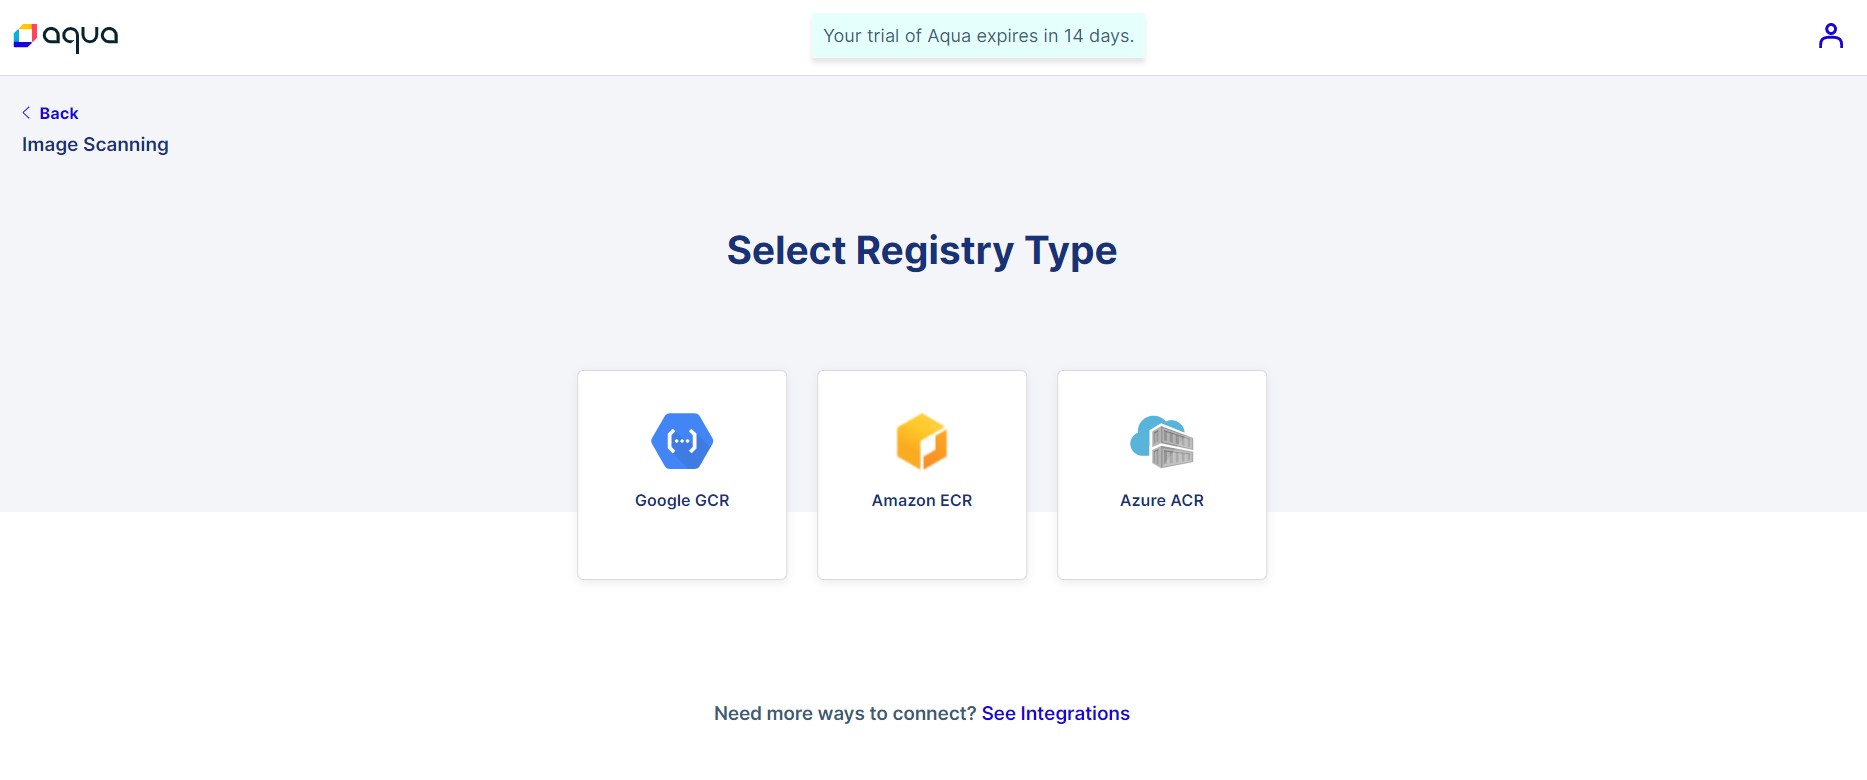 aqua
Your trial of Aqua expires in 14 days.
Back
Image Scanning
Select Registry Type
Google GCR
Amazon ECR
Azure ACR
Need more ways to connect? See Integrations